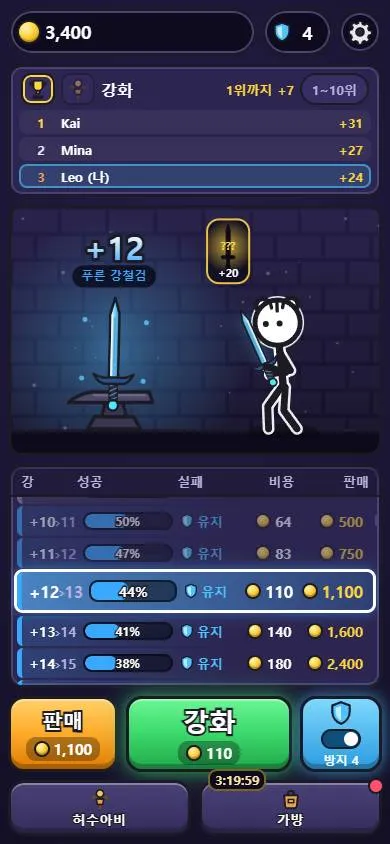 3,400
4
강화
1위까지 +7
1~10위
1 Kai +31
2 Mina +27
3 Leo (나) +24
+12
푸른 강철검
???
+20
강 성공 실패 비용 판매
+10›11 50% 유지 64 500
+11›12 47% 유지 83 750
+12›13 44% 유지 110 1,100
+13›14 41% 유지 140 1,600
+14›15 38% 유지 180 2,400
판매
1,100
강화
110
방지 4
3:19:59
허수아비
가방